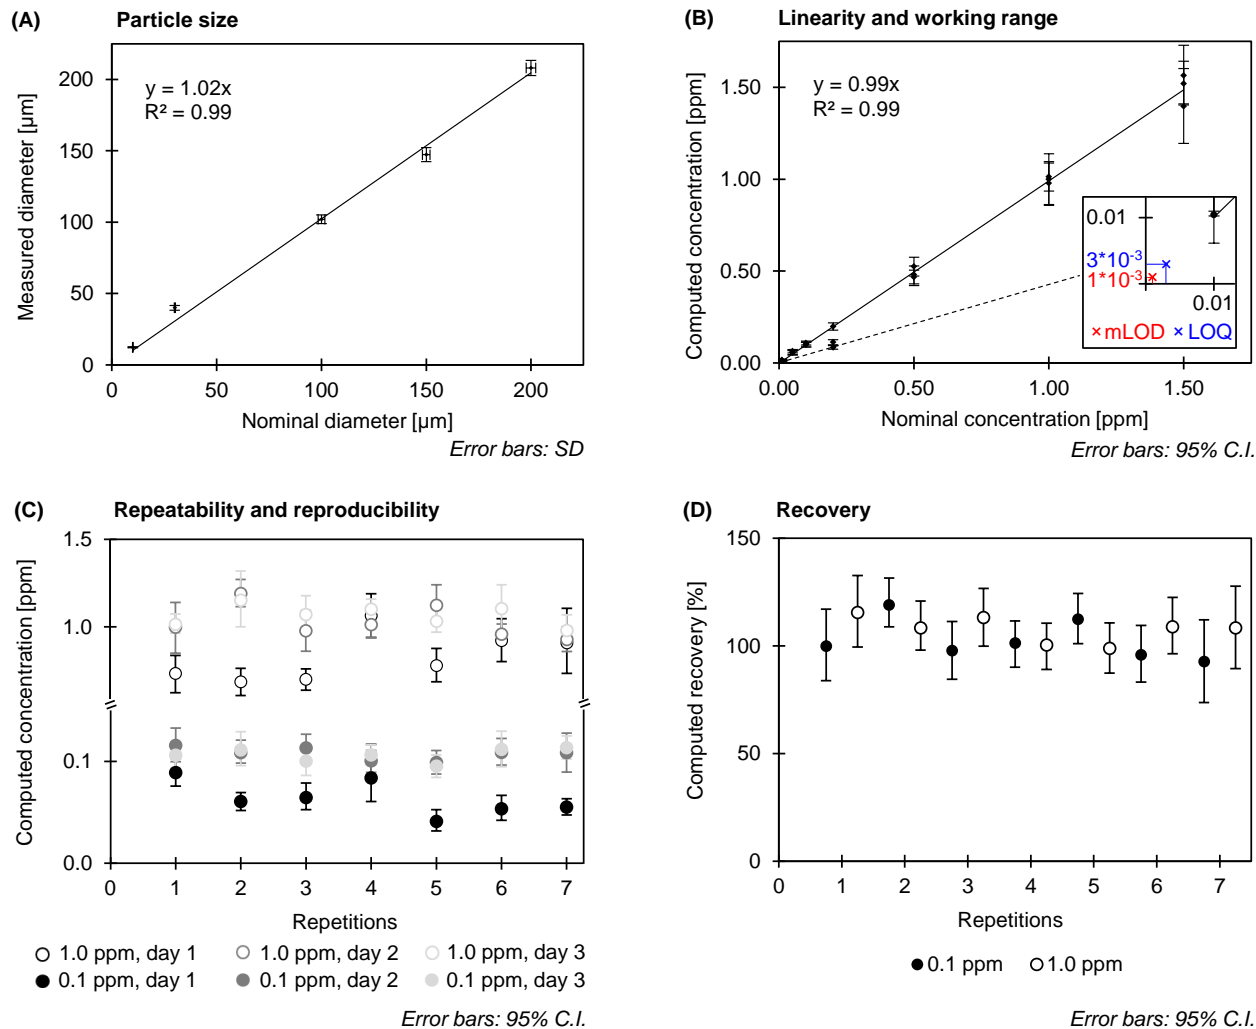 (A) Particle size
y = 1.02x
R² = 0.99
Measured diameter [µm]
200
150
100
50
0
0 50 100 150 200
Nominal diameter [µm]
Error bars: SD
(B) Linearity and working range
y = 0.99x
R² = 0.99
Computed concentration [ppm]
1.50
1.00
0.50
0.00
0.01
3*10⁻³
1*10⁻³
0.01
×mLOD ×LOQ
0.00 0.50 1.00 1.50
Nominal concentration [ppm]
Error bars: 95% C.I.
(C) Repeatability and reproducibility
Computed concentration [ppm]
1.5
1.0
0.1
0.0
0 1 2 3 4 5 6 7
Repetitions
1.0 ppm, day 1 1.0 ppm, day 2 1.0 ppm, day 3
0.1 ppm, day 1 0.1 ppm, day 2 0.1 ppm, day 3
Error bars: 95% C.I.
(D) Recovery
Computed recovery [%]
150
100
50
0
0 1 2 3 4 5 6 7
Repetitions
0.1 ppm 1.0 ppm
Error bars: 95% C.I.